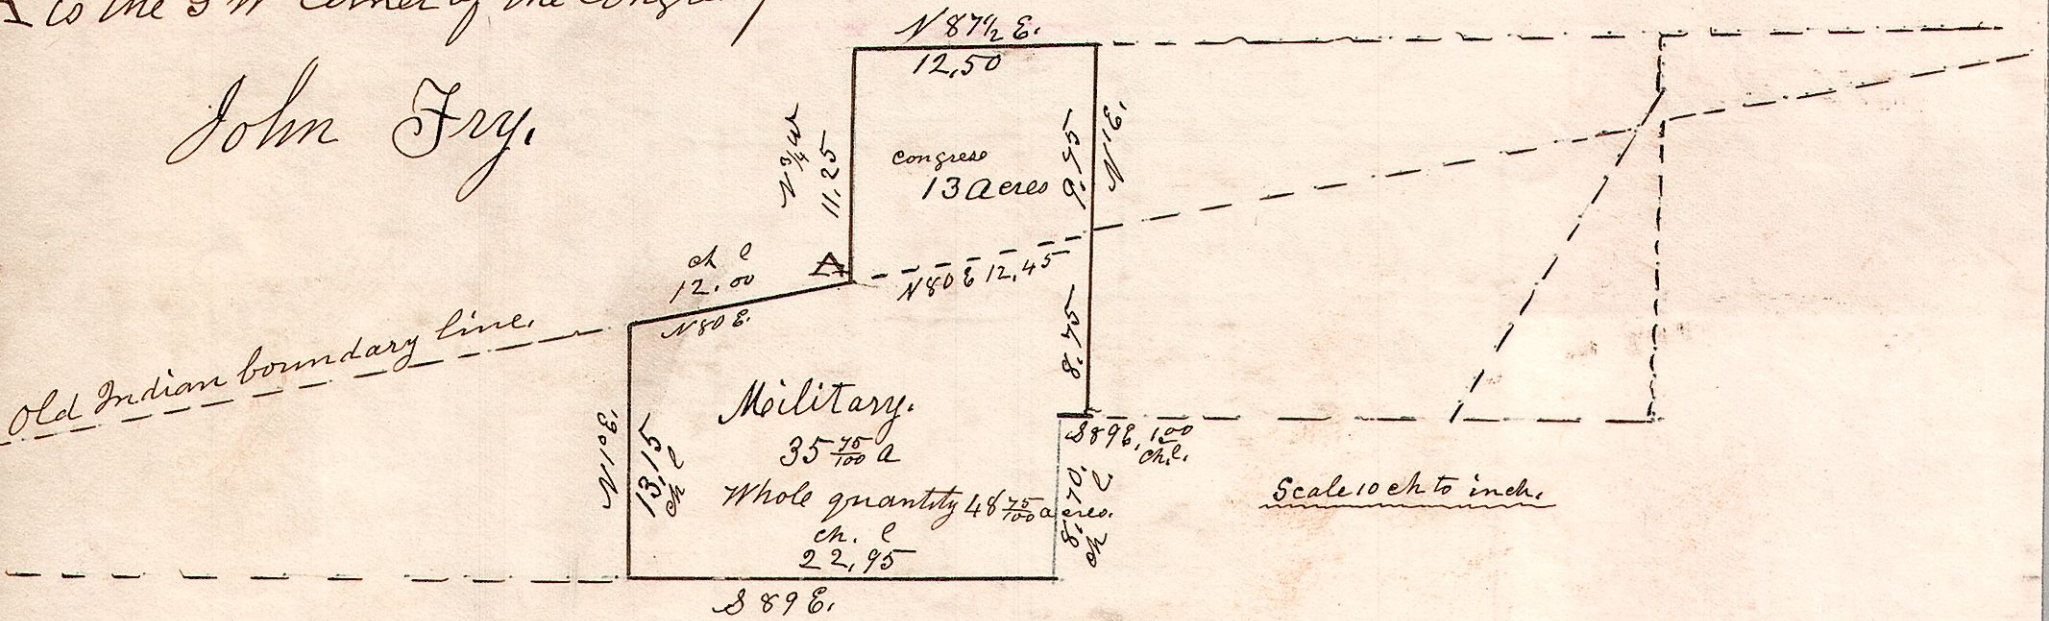 is the S W Corner of the Congress
John Fry.
N 87½ E.
12,50
N ¾ W
11,25
congress
13 acres
9,75
N 1 E.
ch l
12,00
N 80 E.
N 80 E 12,45
8,75
Old Indian boundary line.
N 1 E.
13,15
ch l
Military.
35 75/100 a
Whole quantity 48 75/100 acres.
ch. l
22,95
S 89 E.
S 89 E, 1,00
ch. l.
8,70.
ch l
Scale 10 ch to inch.